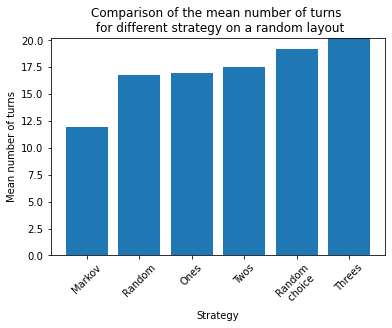 Comparison of the mean number of turns
for different strategy on a random layout
20.0
17.5
15.0
12.5
10.0
7.5
5.0
2.5
0.0
Mean number of turns
Markov
Random
Ones
Twos
Random
choice
Threes
Strategy